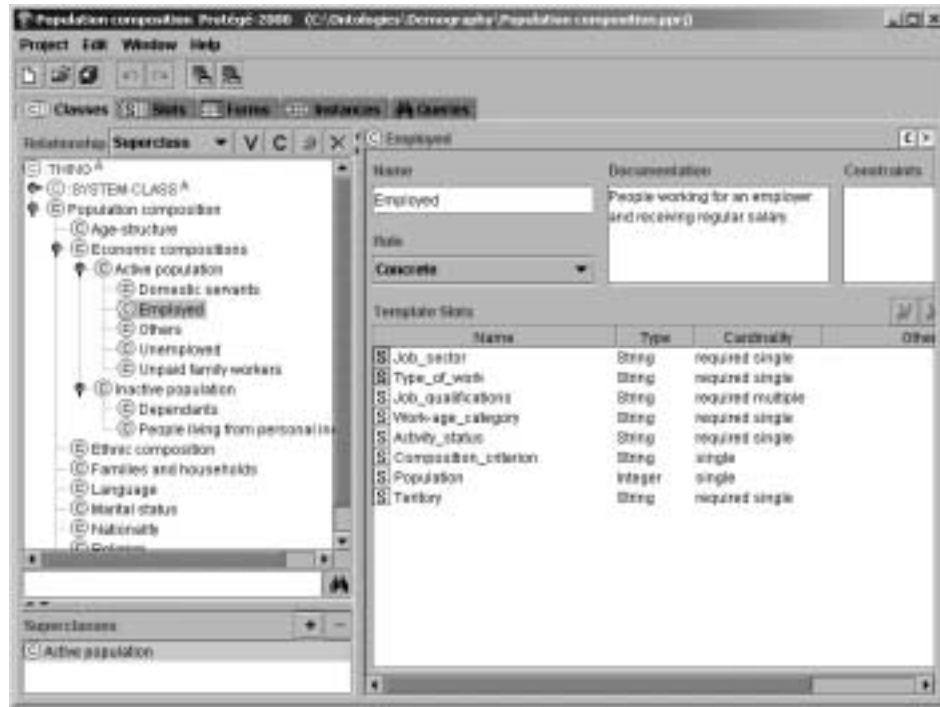 Population composition Protégé-2000 (C:\Ontologies\Demography\Population composition.pprj)
Project Edit Window Help
Classes Slots Forms Instances Queries
Relationship Superclass V C X
THING A
SYSTEM-CLASS A
Population composition
Age-structure
Economic compositions
Active population
Domestic servants
Employed
Others
Unemployed
Unpaid family workers
Inactive population
Dependants
People living from personal in
Ethnic composition
Families and households
Language
Marital status
Nationality
Religion
Superclasses + -
Active population
Employed
Name Documentation Constraints
Employed
People working for an employer
and receiving regular salary
Role
Concrete
Template Slots
Name Type Cardinality Other
S Job_sector String required single
S Type_of_work String required single
S Job_qualifications String required multiple
S Work-age_category String required single
S Activity_status String required single
S Composition_criterion String single
S Population Integer single
S Teritory String required single